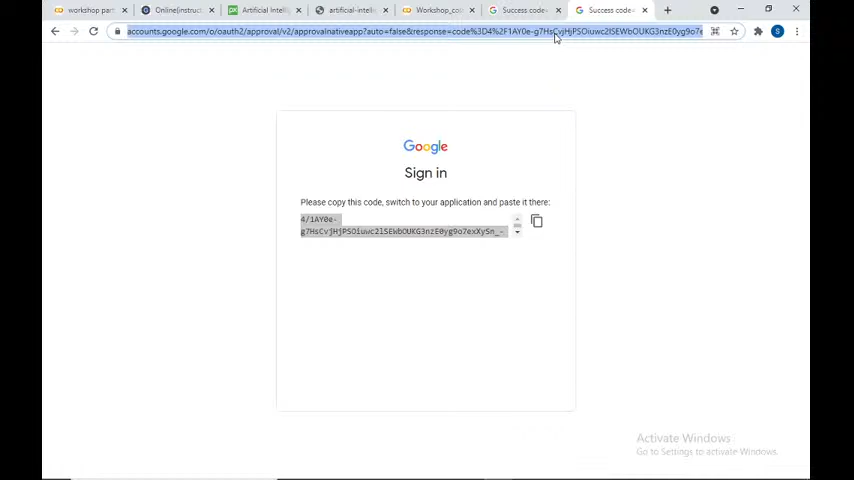 workshop part
Online(instruct
Artificial Intelli
artificial-intelle
Workshop_col
Success code=
Success code=
accounts.google.com/o/oauth2/approval/v2/approvalnativeapp?auto=false&response=code%3D4%2F1AY0e-g7HsCvjHjPSOiuwc2lSEWbOUKG3nzE0yg9o7e
S
Google
Sign in
Please copy this code, switch to your application and paste it there:
4/1AY0e-
g7HsCvjHjPSOiuwc2lSEWbOUKG3nzE0yg9o7exXySn_-
Activate Windows
Go to Settings to activate Windows.